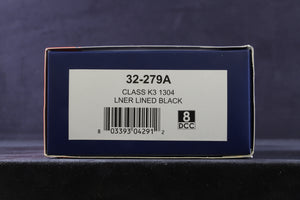 32-279A
CLASS K3 1304
LNER LINED BLACK
8 03393 04291 2
8
DCC